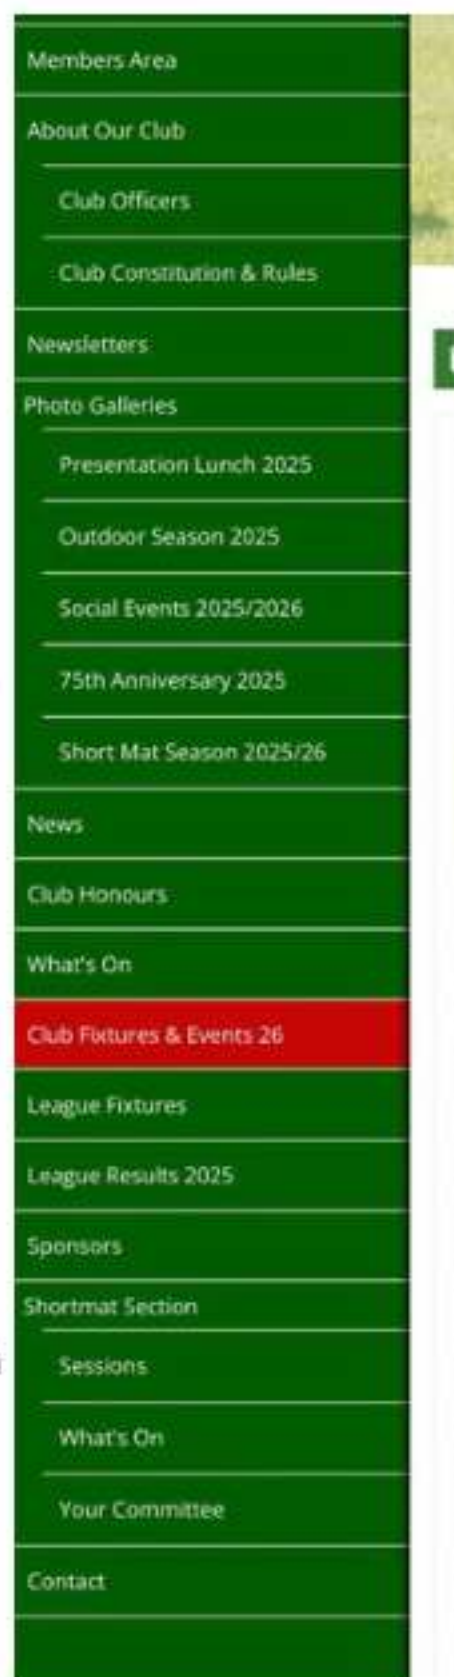 Members Area
About Our Club
Club Officers
Club Constitution & Rules
Newsletters
Photo Galleries
Presentation Lunch 2025
Outdoor Season 2025
Social Events 2025/2026
75th Anniversary 2025
Short Mat Season 2025/26
News
Club Honours
What's On
Club Fixtures & Events 26
League Fixtures
League Results 2025
Sponsors
Shortmat Section
Sessions
What's On
Your Committee
Contact